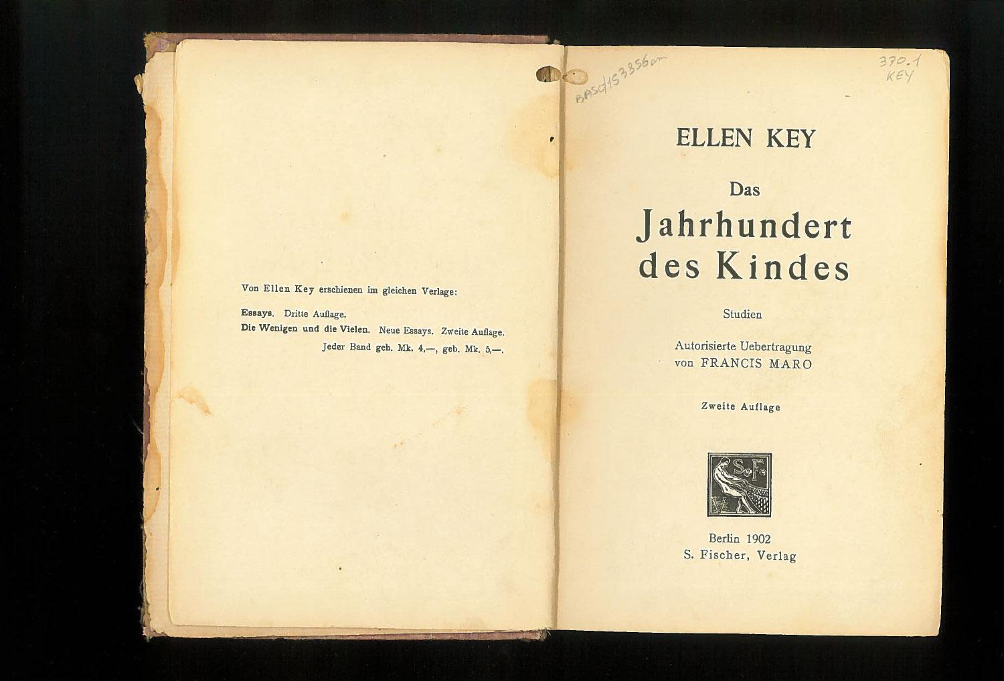 Von Ellen Key erschienen im gleichen Verlage:
Essays. Dritte Auflage.
Die Wenigen und die Vielen. Neue Essays. Zweite Auflage.
Jeder Band geh. Mk. 4,—, geb. Mk. 5,—.
370.1
KEY
ELLEN KEY
Das
Jahrhundert
des Kindes
Studien
Autorisierte Uebertragung
von FRANCIS MARO
Zweite Auflage
S. F.
Berlin 1902
S. Fischer, Verlag